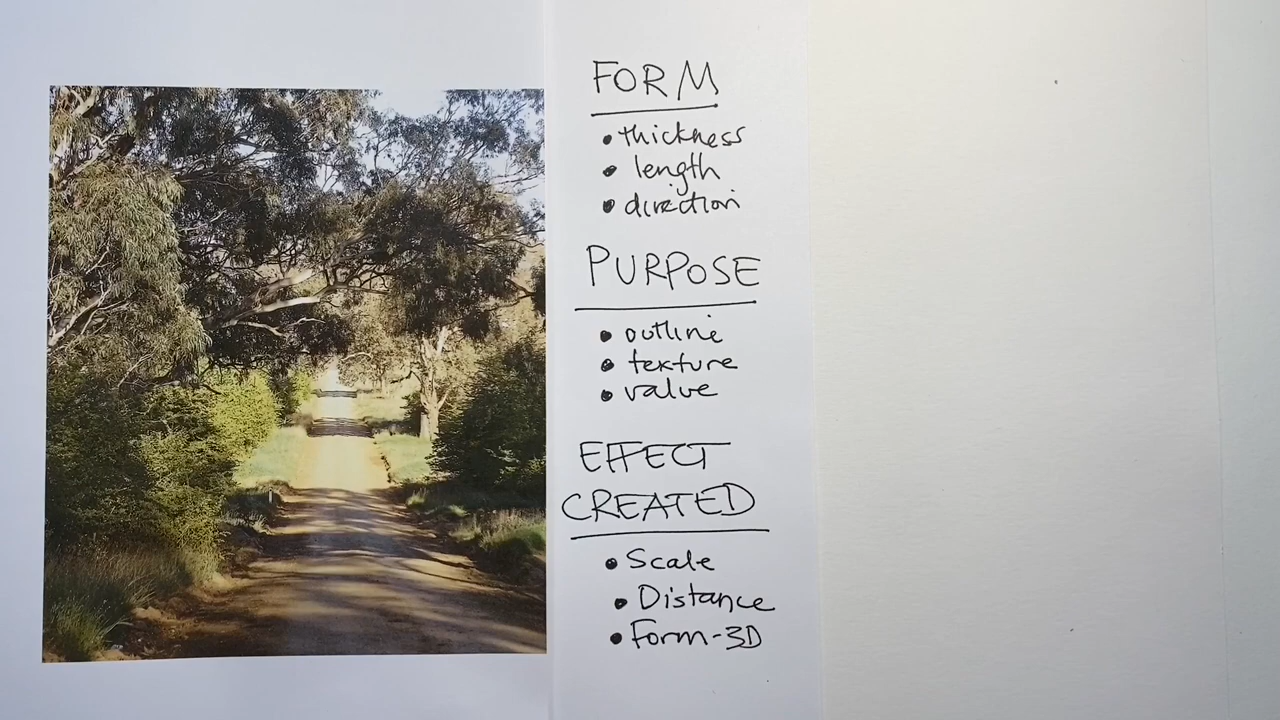 FORM
• thickness
• length
• direction
PURPOSE
• outline
• texture
• value
EFFECT
CREATED
• Scale
• Distance
• Form-3D